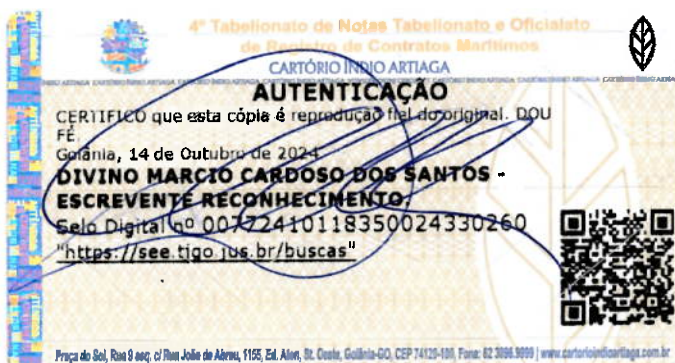 4º Tabelionato de Notas Tabelionato e Oficialato
de Registro de Contratos Marítimos
CARTÓRIO ÍNDIO ARTIAGA
AUTENTICAÇÃO
CERTIFICO que esta cópia é reprodução fiel do original. DOU
FÉ.
Goiânia, 14 de Outubro de 2024
DIVINO MARCIO CARDOSO DOS SANTOS -
ESCREVENTE RECONHECIMENTO.
Selo Digital nº 00772410118350024330260
"https://see.tjgo.jus.br/buscas"
Praça do Sol, Rua 9 esq. c/ Rua João de Abreu, 1155, Ed. Aton, St. Oeste, Goiânia-GO, CEP 74120-100, Fone: 62 3096.9999 | www.cartorioindioartiaga.com.br